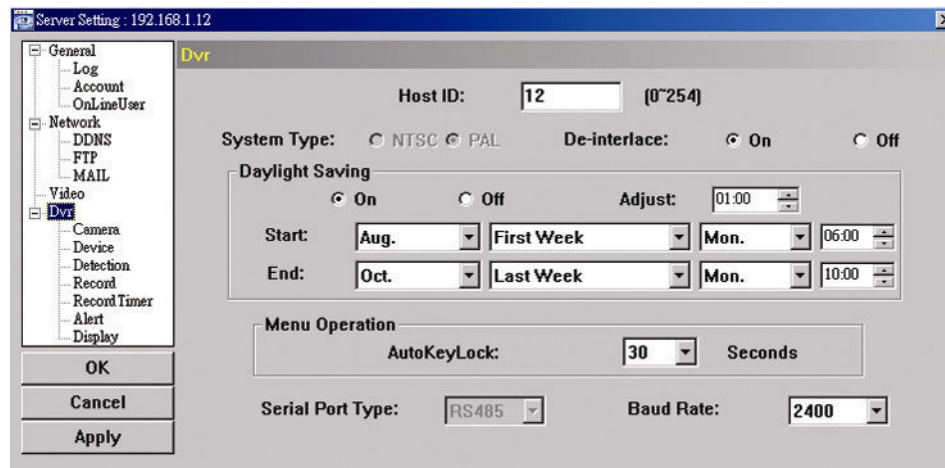 Server Setting : 192.168.1.12
General
Log
Account
OnLineUser
Network
DDNS
FTP
MAIL
Video
Dvr
Camera
Device
Detection
Record
RecordTimer
Alert
Display
OK
Cancel
Apply
Dvr
Host ID: 12 (0~254)
System Type: NTSC PAL De-interlace: On Off
Daylight Saving
On Off Adjust: 01:00
Start: Aug. First Week Mon. 06:00
End: Oct. Last Week Mon. 10:00
Menu Operation
AutoKeyLock: 30 Seconds
Serial Port Type: RS485 Baud Rate: 2400